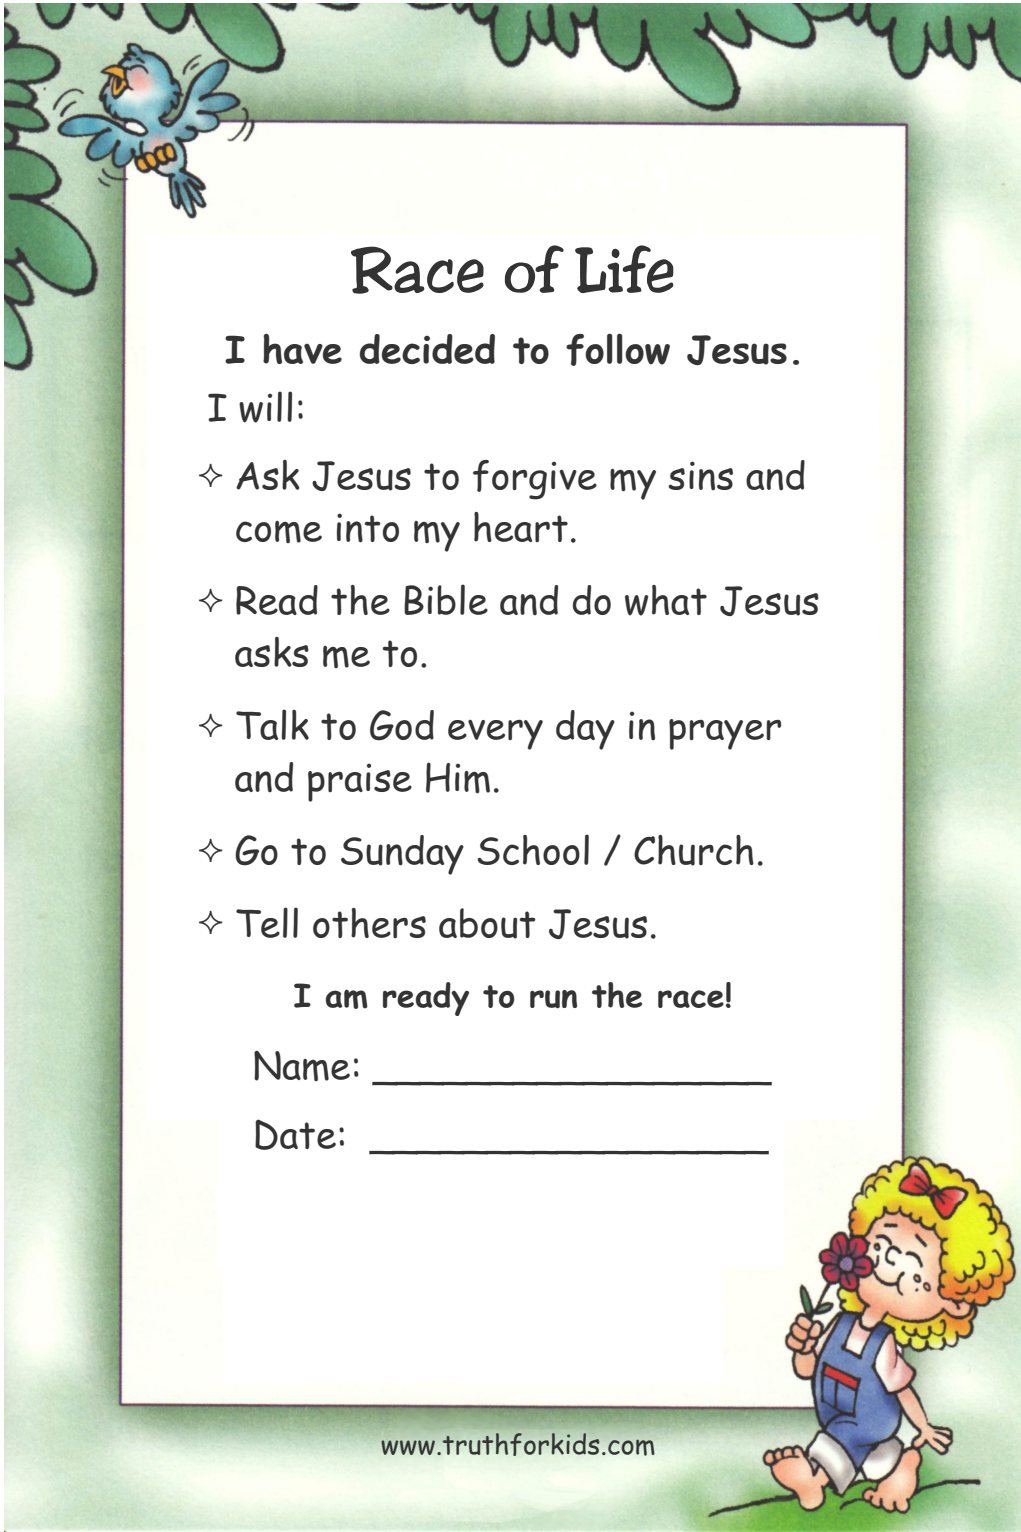 Race of Life
I have decided to follow Jesus.
I will:
✧ Ask Jesus to forgive my sins and
come into my heart.
✧ Read the Bible and do what Jesus
asks me to.
✧ Talk to God every day in prayer
and praise Him.
✧ Go to Sunday School / Church.
✧ Tell others about Jesus.
I am ready to run the race!
Name: ___________________
Date: ___________________
www.truthforkids.com